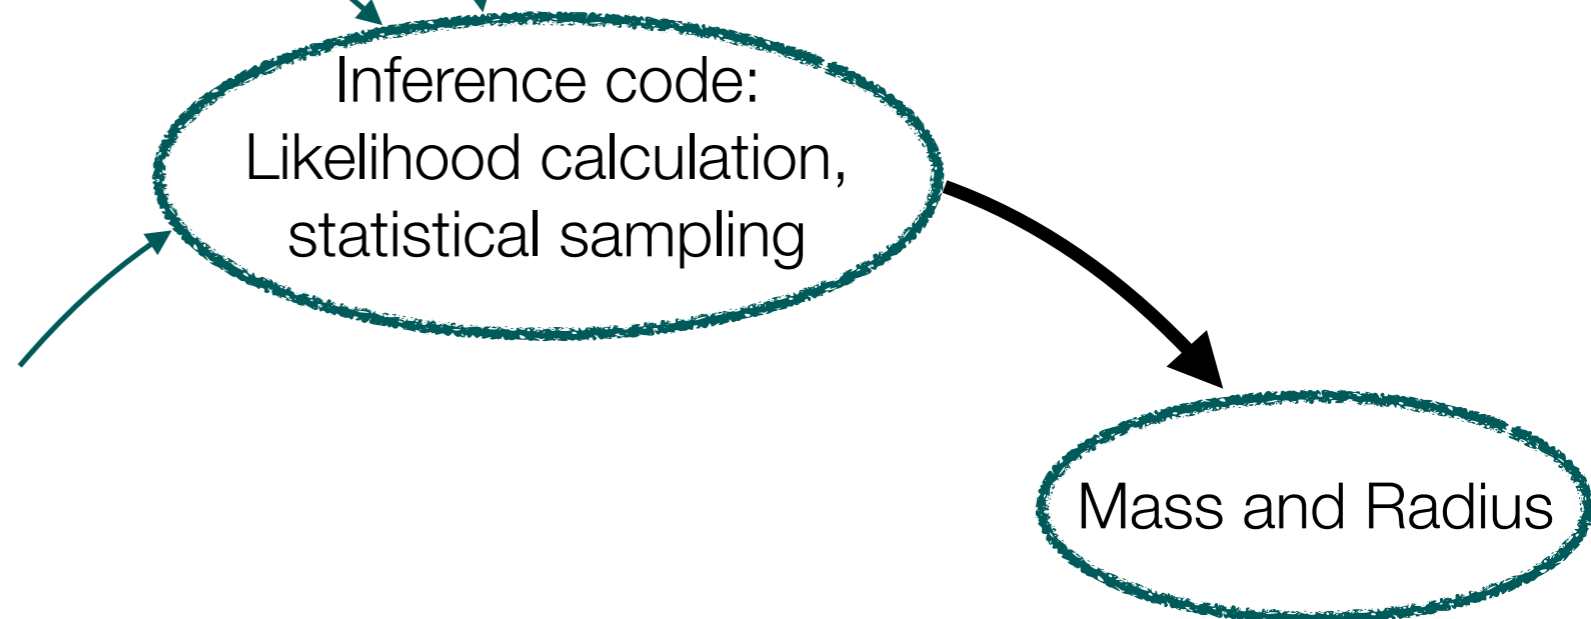 Inference code:
Likelihood calculation,
statistical sampling
Mass and Radius